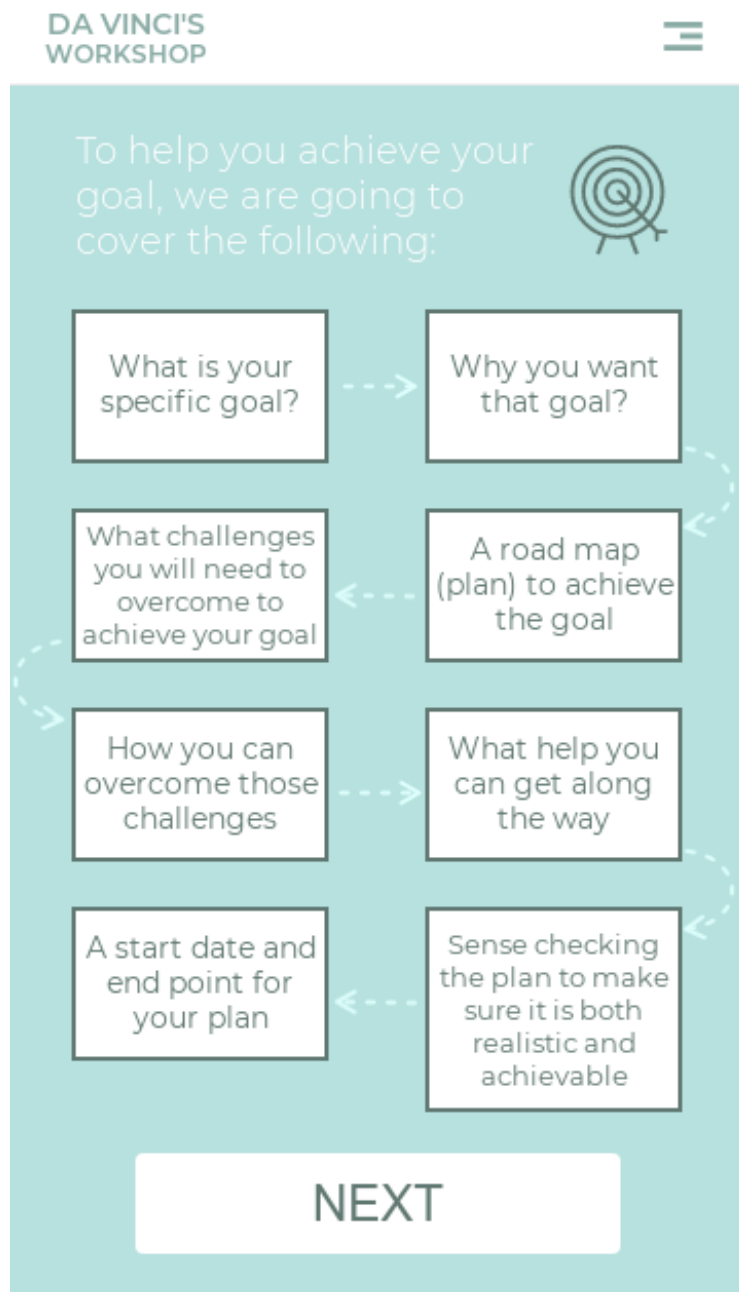 DA VINCI'S
WORKSHOP
To help you achieve your
goal, we are going to
cover the following:
What is your
specific goal?
Why you want
that goal?
A road map
(plan) to achieve
the goal
What challenges
you will need to
overcome to
achieve your goal
How you can
overcome those
challenges
What help you
can get along
the way
Sense checking
the plan to make
sure it is both
realistic and
achievable
A start date and
end point for
your plan
NEXT